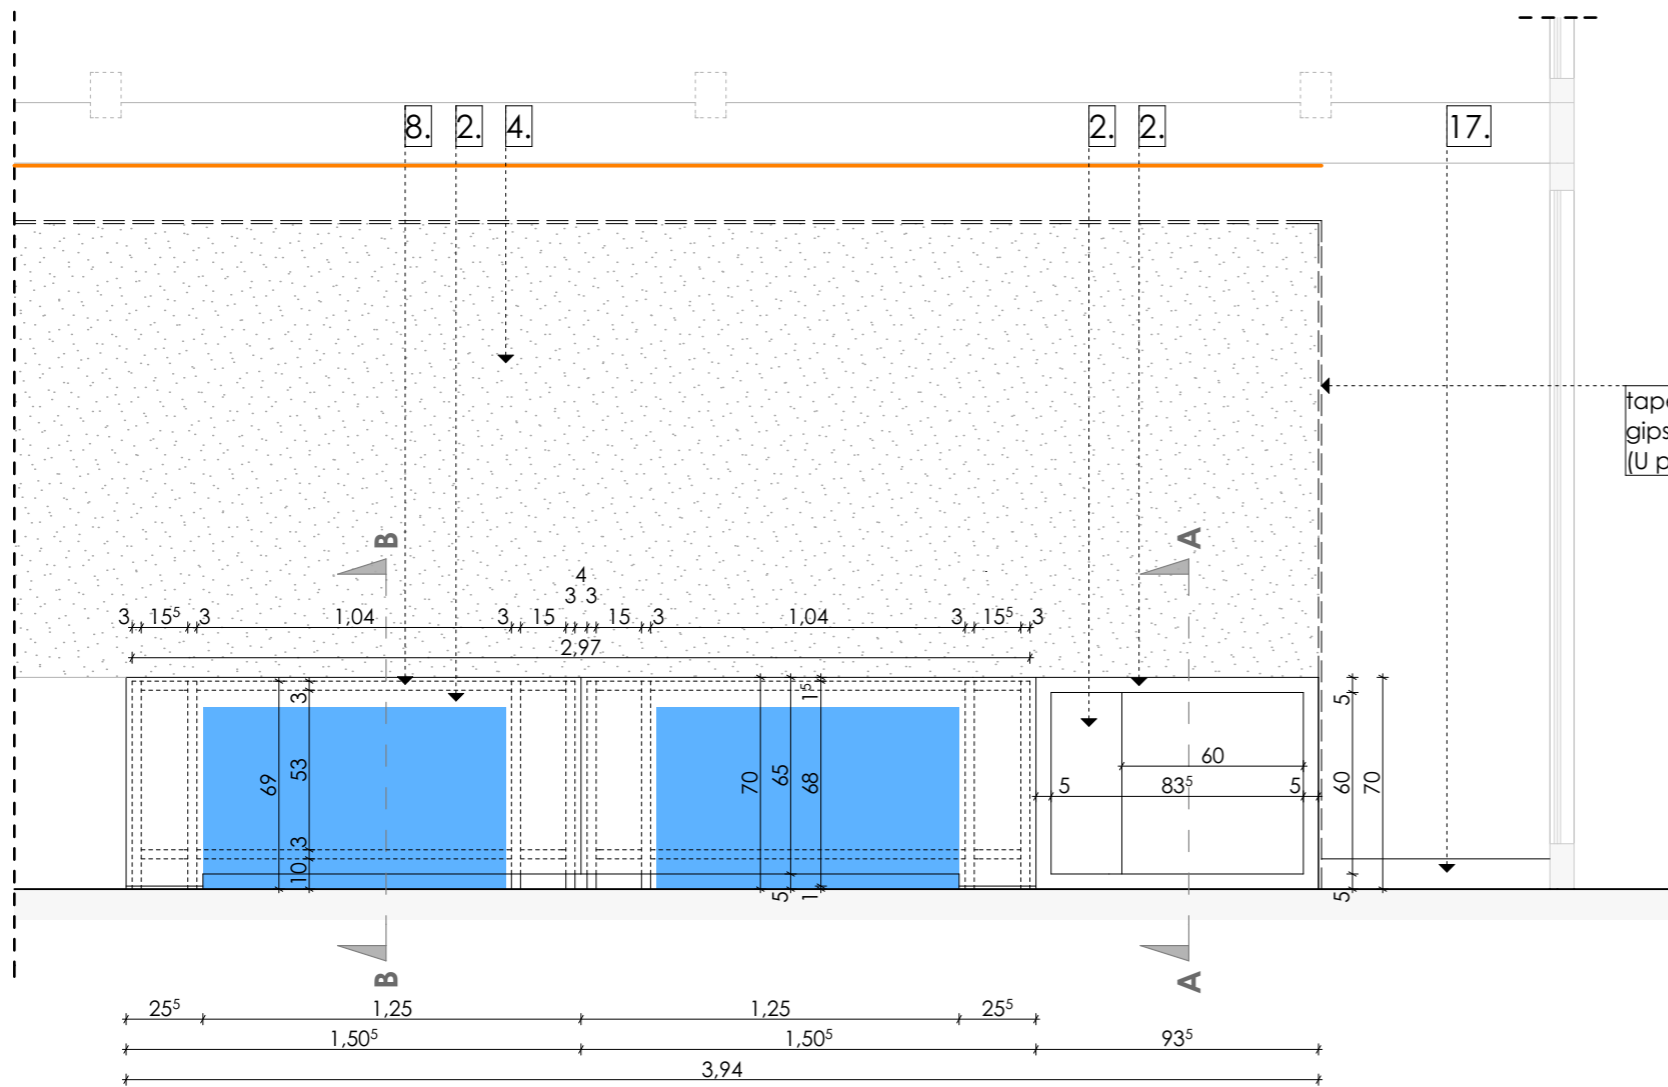 8. 2. 4. 2. 2. 17.
tap
gips
(U p
B A
4
3 3
3 15⁵ 3 1,04 3 15 15 3 1,04 3 15⁵ 3
2,97
69 3 53 3 10
70 65 5 1⁵ 68 1
60
5 83⁵ 5
5 60 5 70
B A
25⁵ 1,25 1,25 25⁵
1,50⁵ 1,50⁵ 93⁵
3,94